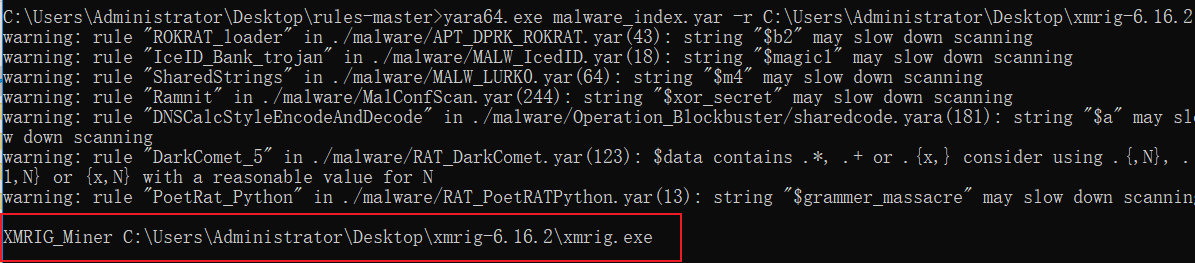 C:\Users\Administrator\Desktop\rules-master>yara64.exe malware_index.yar -r C:\Users\Administrator\Desktop\xmrig-6.16.2
warning: rule "ROKRAT_loader" in ./malware/APT_DPRK_ROKRAT.yar(43): string "$b2" may slow down scanning
warning: rule "IceID_Bank_trojan" in ./malware/MALW_IcedID.yar(18): string "$magic1" may slow down scanning
warning: rule "SharedStrings" in ./malware/MALW_LURK0.yar(64): string "$m4" may slow down scanning
warning: rule "Ramnit" in ./malware/MalConfScan.yar(244): string "$xor_secret" may slow down scanning
warning: rule "DNSCalcStyleEncodeAndDecode" in ./malware/Operation_Blockbuster/sharedcode.yara(181): string "$a" may slo
w down scanning
warning: rule "DarkComet_5" in ./malware/RAT_DarkComet.yar(123): $data contains .*, .+ or .{x,} consider using .{,N}, .
1,N} or {x,N} with a reasonable value for N
warning: rule "PoetRat_Python" in ./malware/RAT_PoetRATPython.yar(13): string "$grammer_massacre" may slow down scanning
XMRIG_Miner C:\Users\Administrator\Desktop\xmrig-6.16.2\xmrig.exe